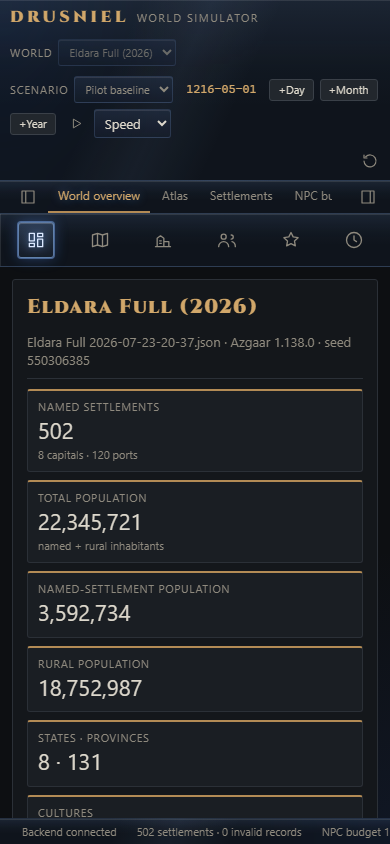 DRUSNIEL WORLD SIMULATOR
WORLD Eldara Full (2026)
SCENARIO Pilot baseline 1216-05-01 +Day +Month
+Year Speed
World overview Atlas Settlements NPC bu
Eldara Full (2026)
Eldara Full 2026-07-23-20-37.json · Azgaar 1.138.0 · seed
550306385
NAMED SETTLEMENTS
502
8 capitals · 120 ports
TOTAL POPULATION
22,345,721
named + rural inhabitants
NAMED-SETTLEMENT POPULATION
3,592,734
RURAL POPULATION
18,752,987
STATES · PROVINCES
8 · 131
CULTURES
Backend connected 502 settlements · 0 invalid records NPC budget 1